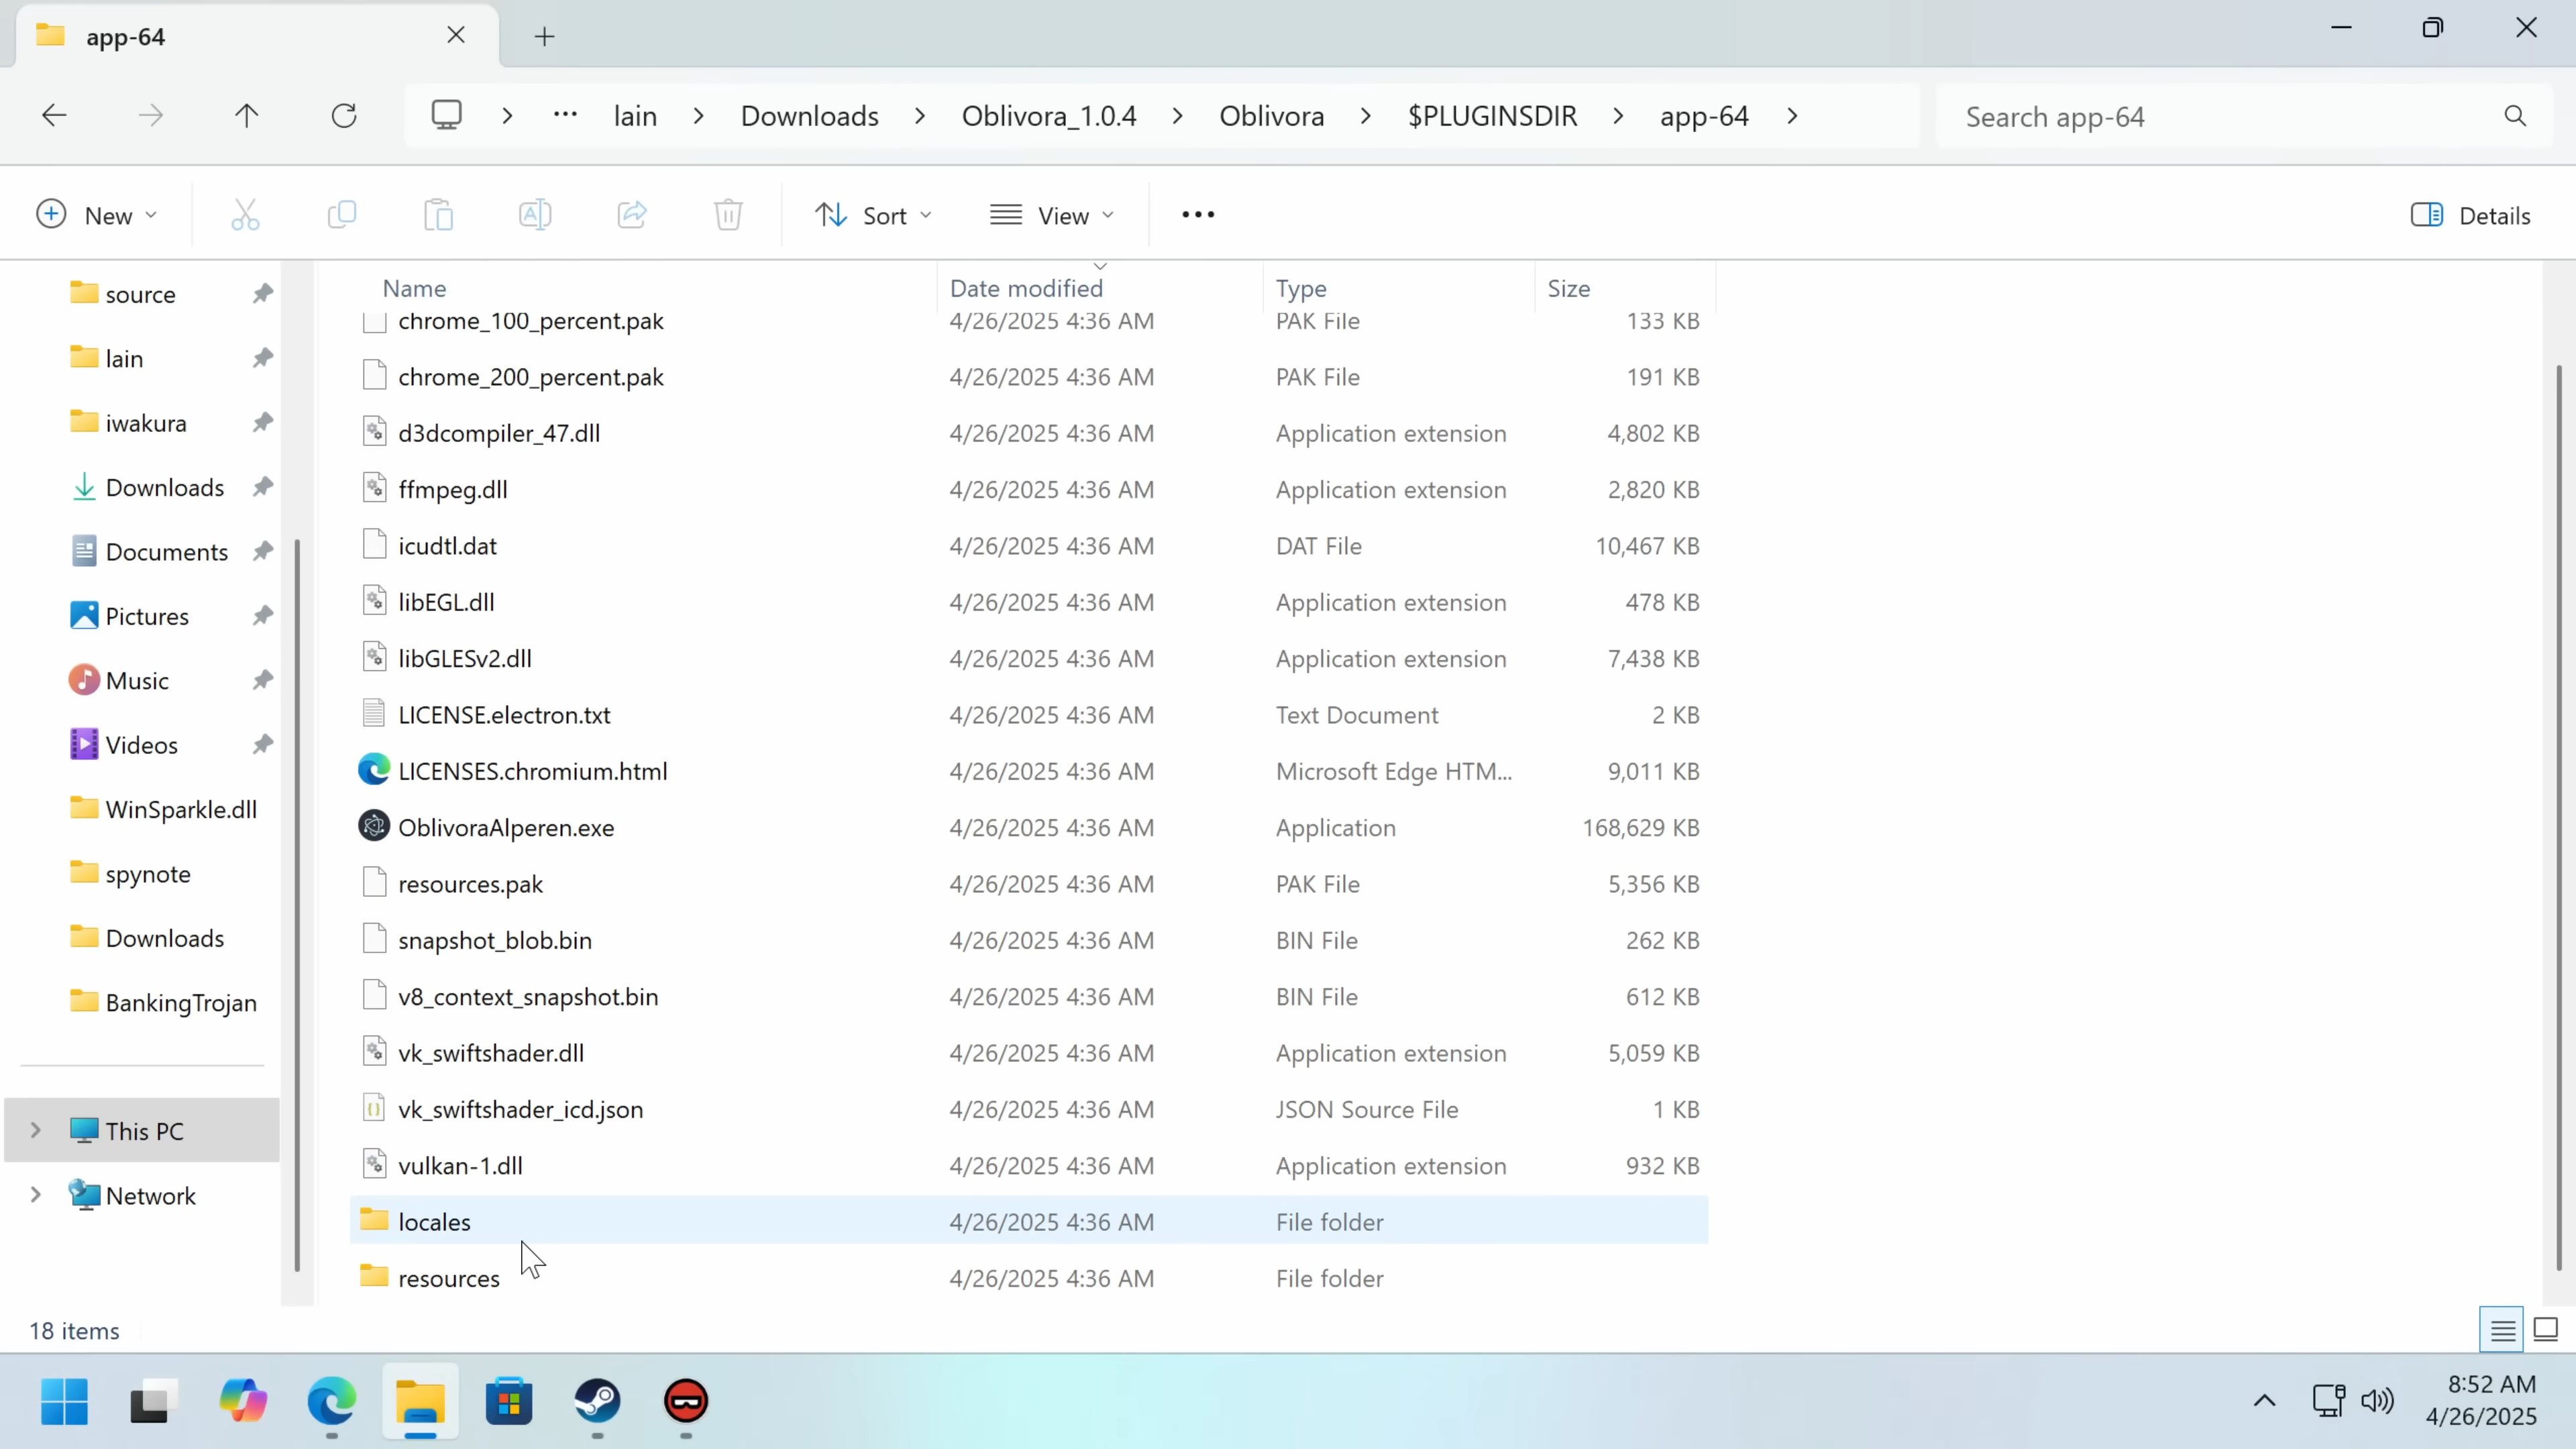 app-64
lain
Downloads
Oblivora_1.0.4
Oblivora
$PLUGINSDIR
app-64
Search app-64
New
Sort
View
Details
source
lain
iwakura
Downloads
Documents
Pictures
Music
Videos
WinSparkle.dll
spynote
Downloads
BankingTrojan
This PC
Network
Name Date modified Type Size
chrome_100_percent.pak 4/26/2025 4:36 AM PAK File 133 KB
chrome_200_percent.pak 4/26/2025 4:36 AM PAK File 191 KB
d3dcompiler_47.dll 4/26/2025 4:36 AM Application extension 4,802 KB
ffmpeg.dll 4/26/2025 4:36 AM Application extension 2,820 KB
icudtl.dat 4/26/2025 4:36 AM DAT File 10,467 KB
libEGL.dll 4/26/2025 4:36 AM Application extension 478 KB
libGLESv2.dll 4/26/2025 4:36 AM Application extension 7,438 KB
LICENSE.electron.txt 4/26/2025 4:36 AM Text Document 2 KB
LICENSES.chromium.html 4/26/2025 4:36 AM Microsoft Edge HTM... 9,011 KB
OblivoraAlperen.exe 4/26/2025 4:36 AM Application 168,629 KB
resources.pak 4/26/2025 4:36 AM PAK File 5,356 KB
snapshot_blob.bin 4/26/2025 4:36 AM BIN File 262 KB
v8_context_snapshot.bin 4/26/2025 4:36 AM BIN File 612 KB
vk_swiftshader.dll 4/26/2025 4:36 AM Application extension 5,059 KB
vk_swiftshader_icd.json 4/26/2025 4:36 AM JSON Source File 1 KB
vulkan-1.dll 4/26/2025 4:36 AM Application extension 932 KB
locales 4/26/2025 4:36 AM File folder
resources 4/26/2025 4:36 AM File folder
18 items
8:52 AM
4/26/2025